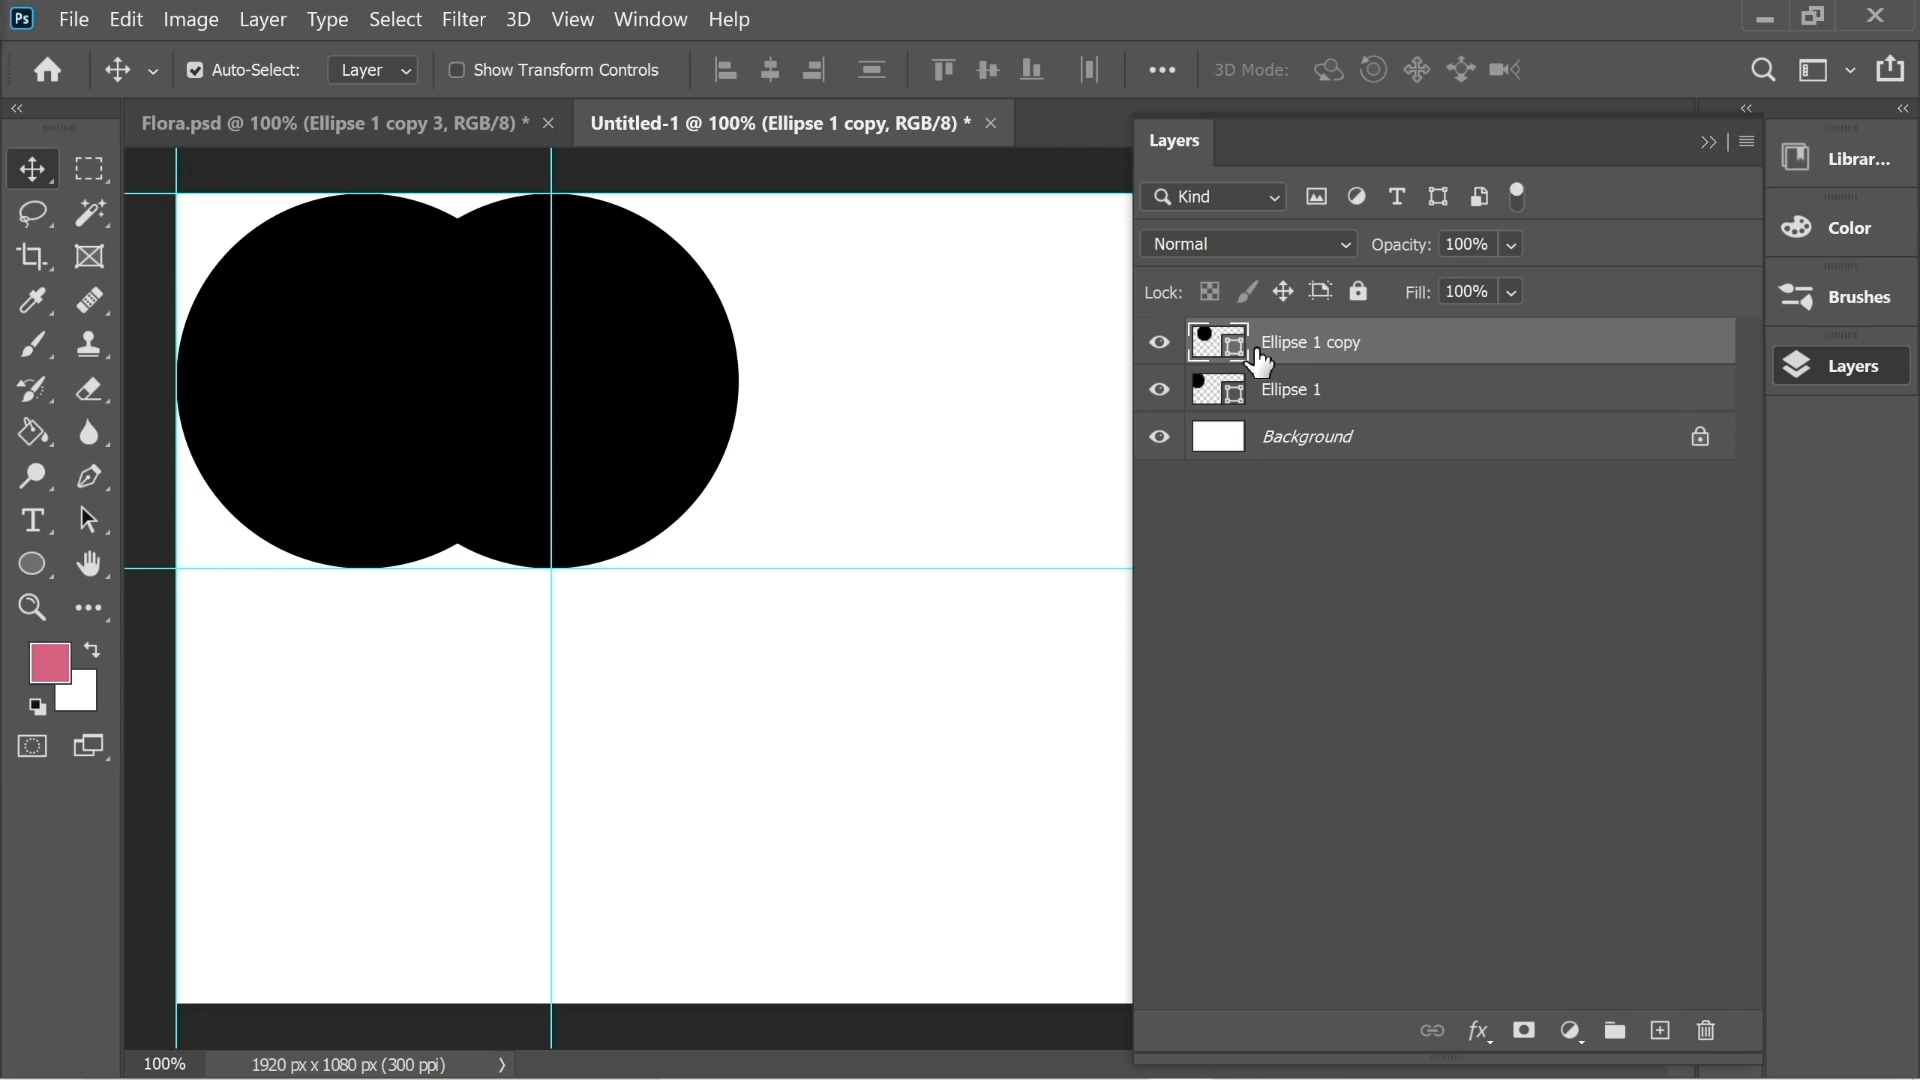 Ps File Edit Image Layer Type Select Filter 3D View Window Help
Auto-Select: Layer Show Transform Controls 3D Mode:
Flora.psd @ 100% (Ellipse 1 copy 3, RGB/8) * Untitled-1 @ 100% (Ellipse 1 copy, RGB/8) *
Layers
Librar...
Kind
Color
Normal Opacity: 100%
Lock: Fill: 100%
Brushes
Ellipse 1 copy
Layers
Ellipse 1
Background
100% 1920 px x 1080 px (300 ppi)